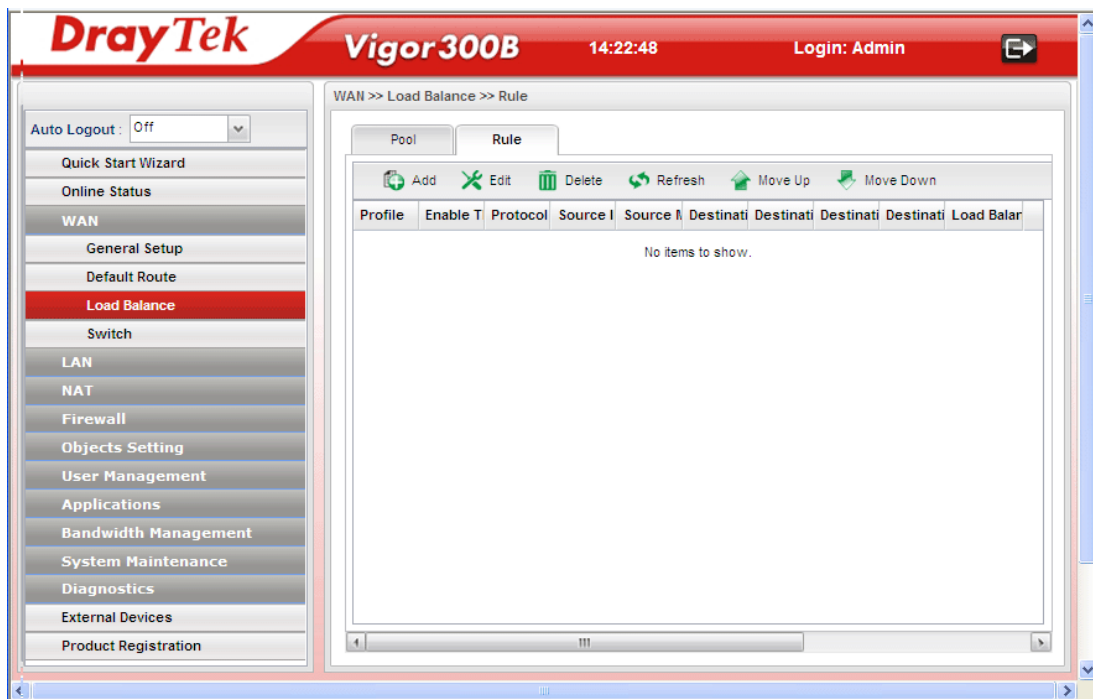 DrayTek
Vigor 300B
14:22:48
Login: Admin
Auto Logout : Off
Quick Start Wizard
Online Status
WAN
General Setup
Default Route
Load Balance
Switch
LAN
NAT
Firewall
Objects Setting
User Management
Applications
Bandwidth Management
System Maintenance
Diagnostics
External Devices
Product Registration
WAN >> Load Balance >> Rule
Pool Rule
Add Edit Delete Refresh Move Up Move Down
Profile Enable T Protocol Source I Source M Destinati Destinati Destinati Destinati Load Balan
No items to show.